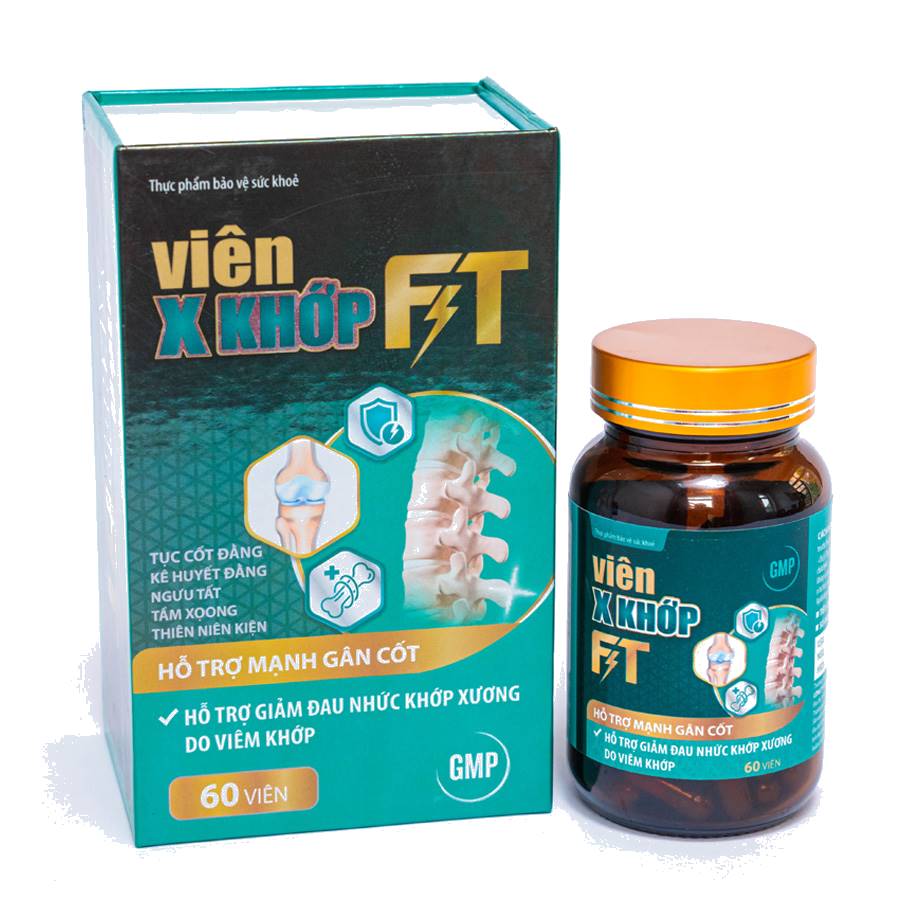 Thực phẩm bảo vệ sức khoẻ
viên
X KHỚP
FT
TỤC CỐT ĐẰNG
KÊ HUYẾT ĐẰNG
NGƯU TẤT
TẦM XOONG
THIÊN NIÊN KIỆN
HỖ TRỢ MẠNH GÂN CỐT
HỖ TRỢ GIẢM ĐAU NHỨC KHỚP XƯƠNG
DO VIÊM KHỚP
60 VIÊN
GMP
Thực phẩm bảo vệ sức khoẻ
viên
X KHỚP
FT
GMP
HỖ TRỢ MẠNH GÂN CỐT
HỖ TRỢ GIẢM ĐAU NHỨC KHỚP XƯƠNG
DO VIÊM KHỚP
60 VIÊN